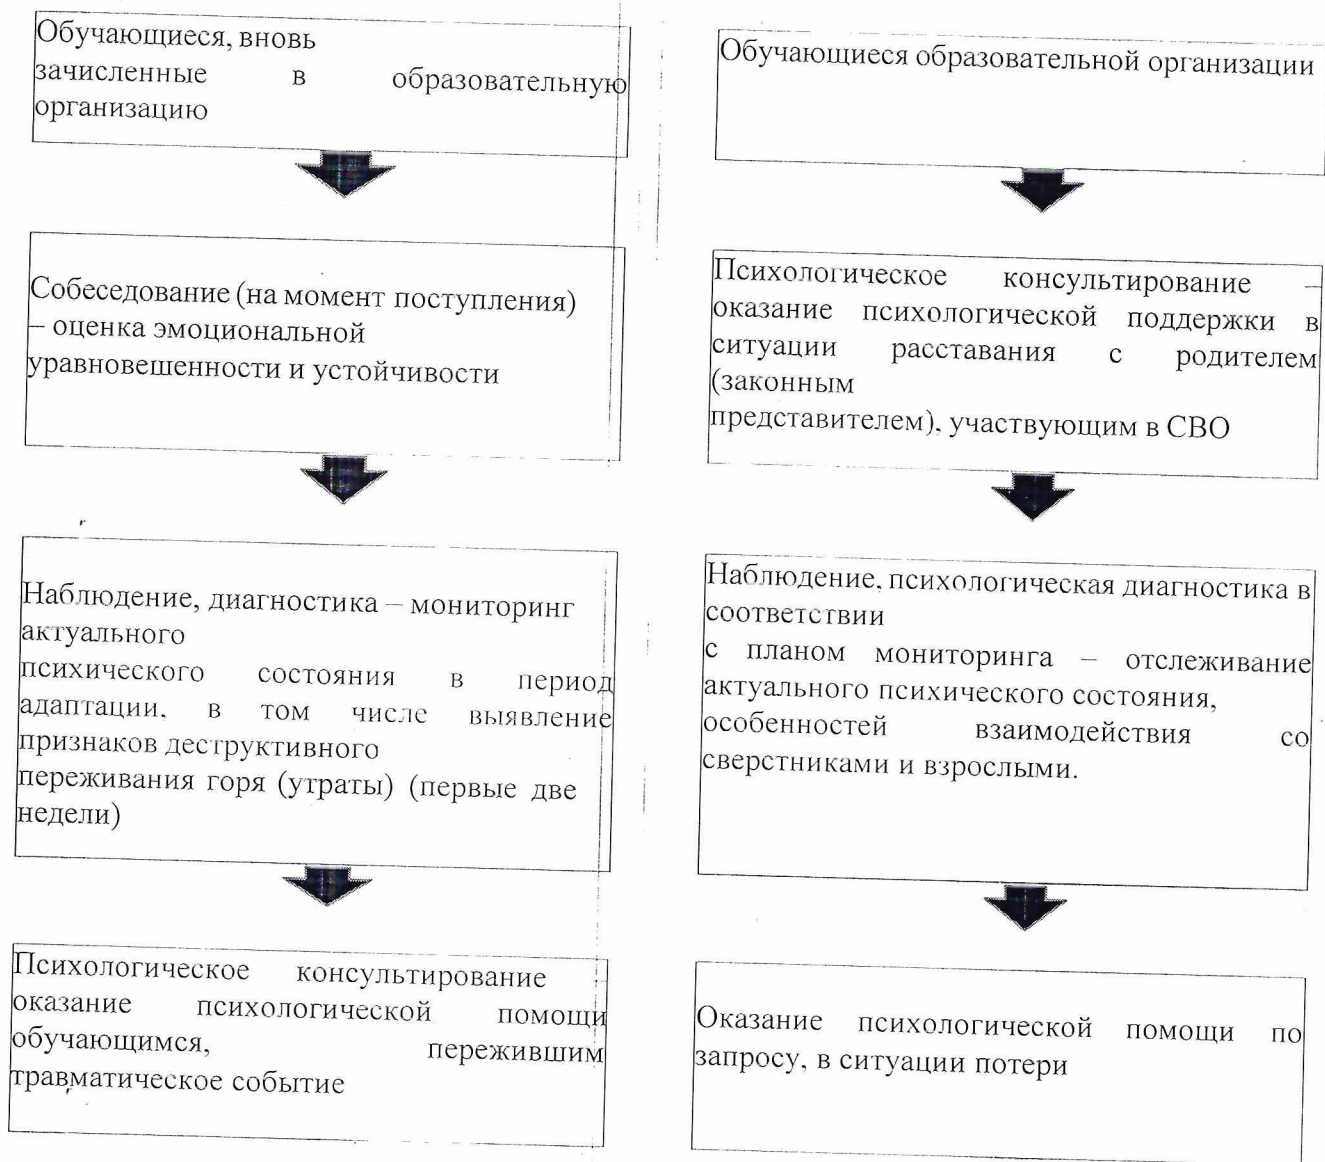 Обучающиеся, вновь
зачисленные в образовательную
организацию
Собеседование (на момент поступления)
– оценка эмоциональной
уравновешенности и устойчивости
Наблюдение, диагностика – мониторинг
актуального
психического состояния в период
адаптации, в том числе выявление
признаков деструктивного
переживания горя (утраты) (первые две
недели)
Психологическое консультирование –
оказание психологической помощи
обучающимся, пережившим
травматическое событие
Обучающиеся образовательной организации
Психологическое консультирование –
оказание психологической поддержки в
ситуации расставания с родителем
(законным
представителем), участвующим в СВО
Наблюдение, психологическая диагностика в
соответствии
с планом мониторинга – отслеживание
актуального психического состояния,
особенностей взаимодействия со
сверстниками и взрослыми.
Оказание психологической помощи по
запросу, в ситуации потери